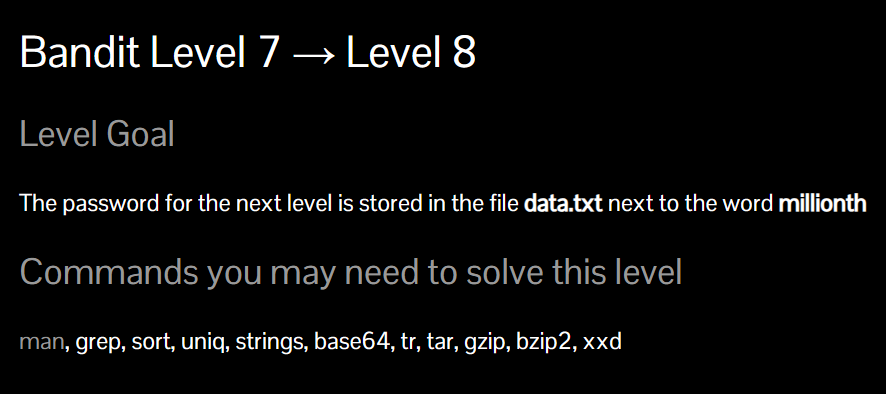 Bandit Level 7 → Level 8
Level Goal
The password for the next level is stored in the file data.txt next to the word millionth
Commands you may need to solve this level
man, grep, sort, uniq, strings, base64, tr, tar, gzip, bzip2, xxd